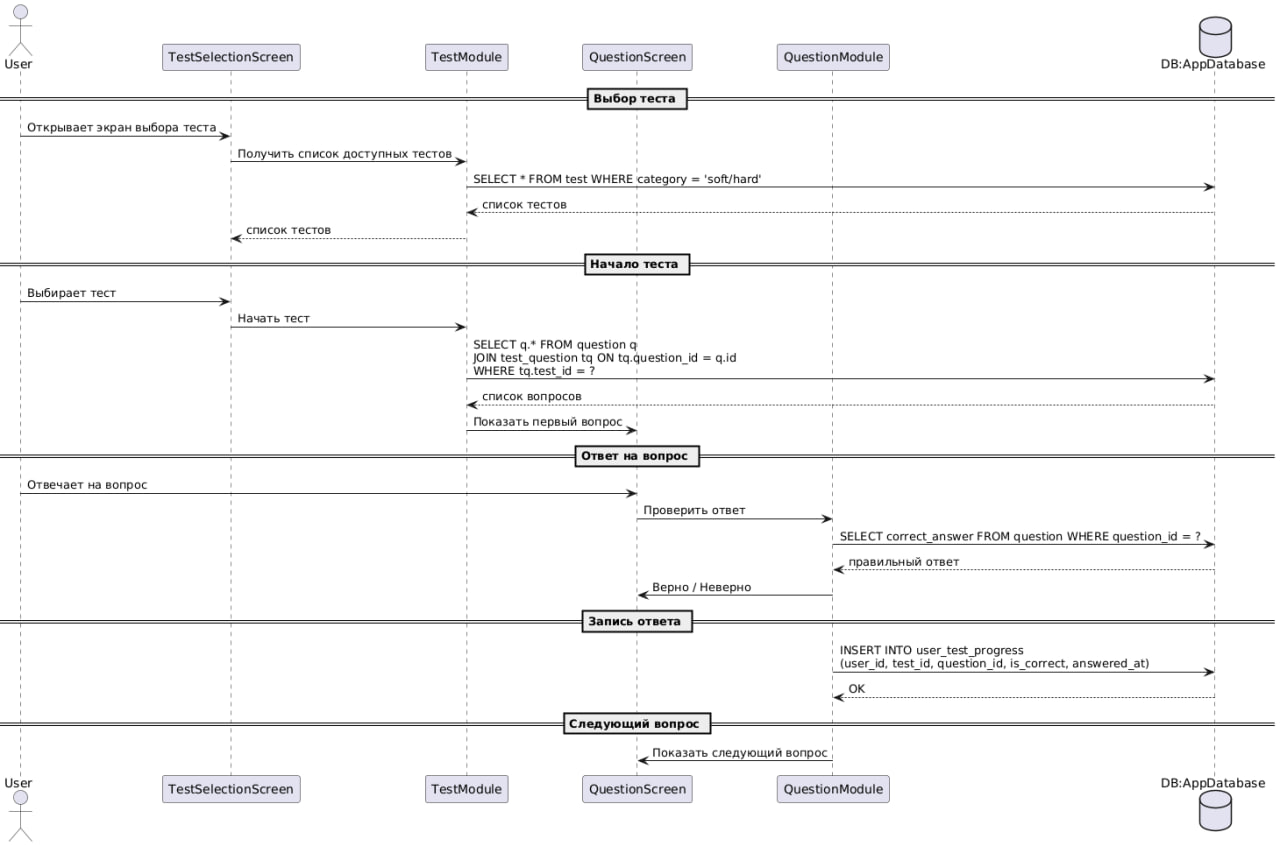 User
TestSelectionScreen
TestModule
QuestionScreen
QuestionModule
DB:AppDatabase
Выбор теста
Открывает экран выбора теста
Получить список доступных тестов
SELECT * FROM test WHERE category = 'soft/hard'
список тестов
список тестов
Начало теста
Выбирает тест
Начать тест
SELECT q.* FROM question q
JOIN test_question tq ON tq.question_id = q.id
WHERE tq.test_id = ?
список вопросов
Показать первый вопрос
Ответ на вопрос
Отвечает на вопрос
Проверить ответ
SELECT correct_answer FROM question WHERE question_id = ?
правильный ответ
Верно / Неверно
Запись ответа
INSERT INTO user_test_progress
(user_id, test_id, question_id, is_correct, answered_at)
OK
Следующий вопрос
Показать следующий вопрос
User
TestSelectionScreen
TestModule
QuestionScreen
QuestionModule
DB:AppDatabase